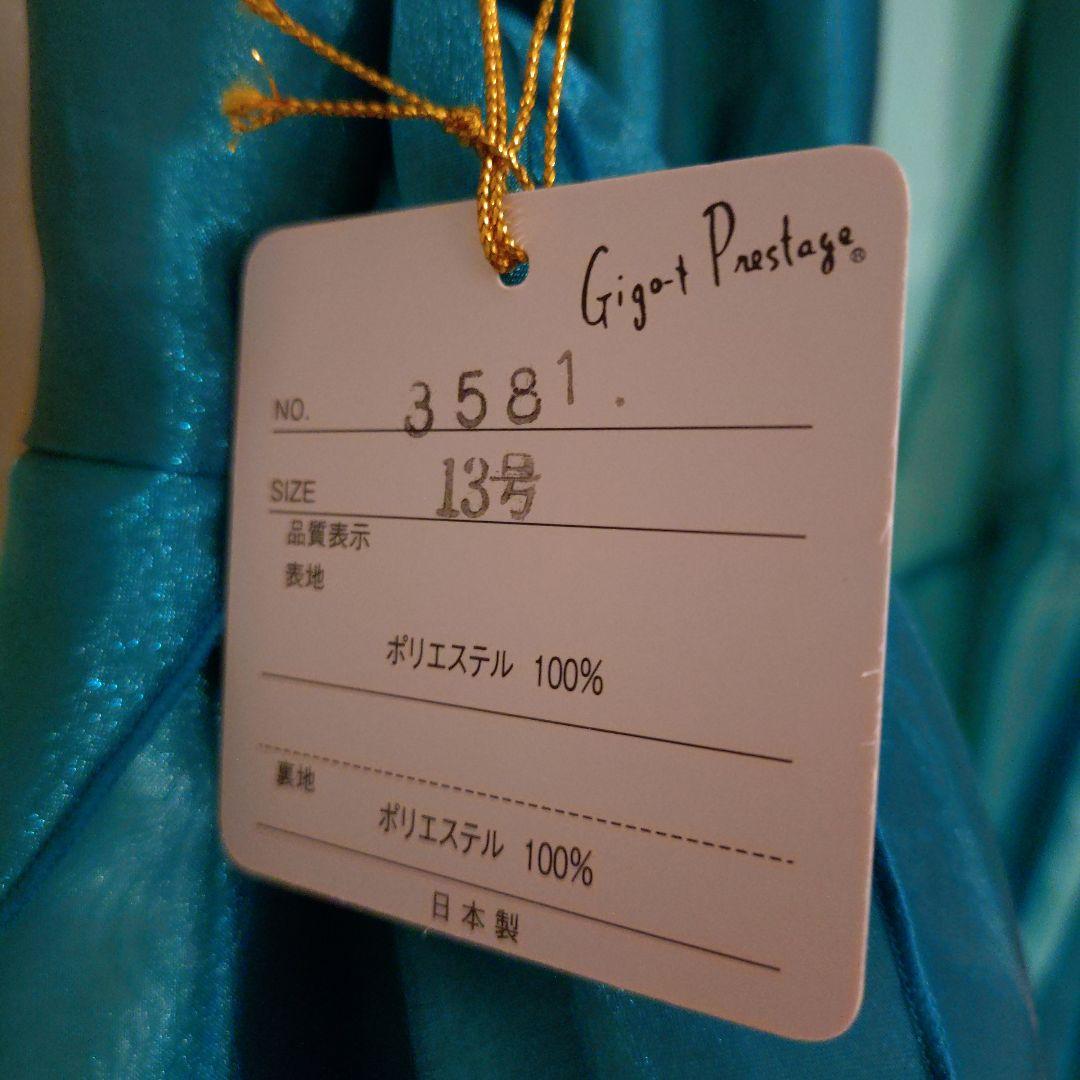 Gigot Prestage®
NO. 3581.
SIZE 13号
品質表示
表地
ポリエステル 100%
裏地
ポリエステル 100%
日本製